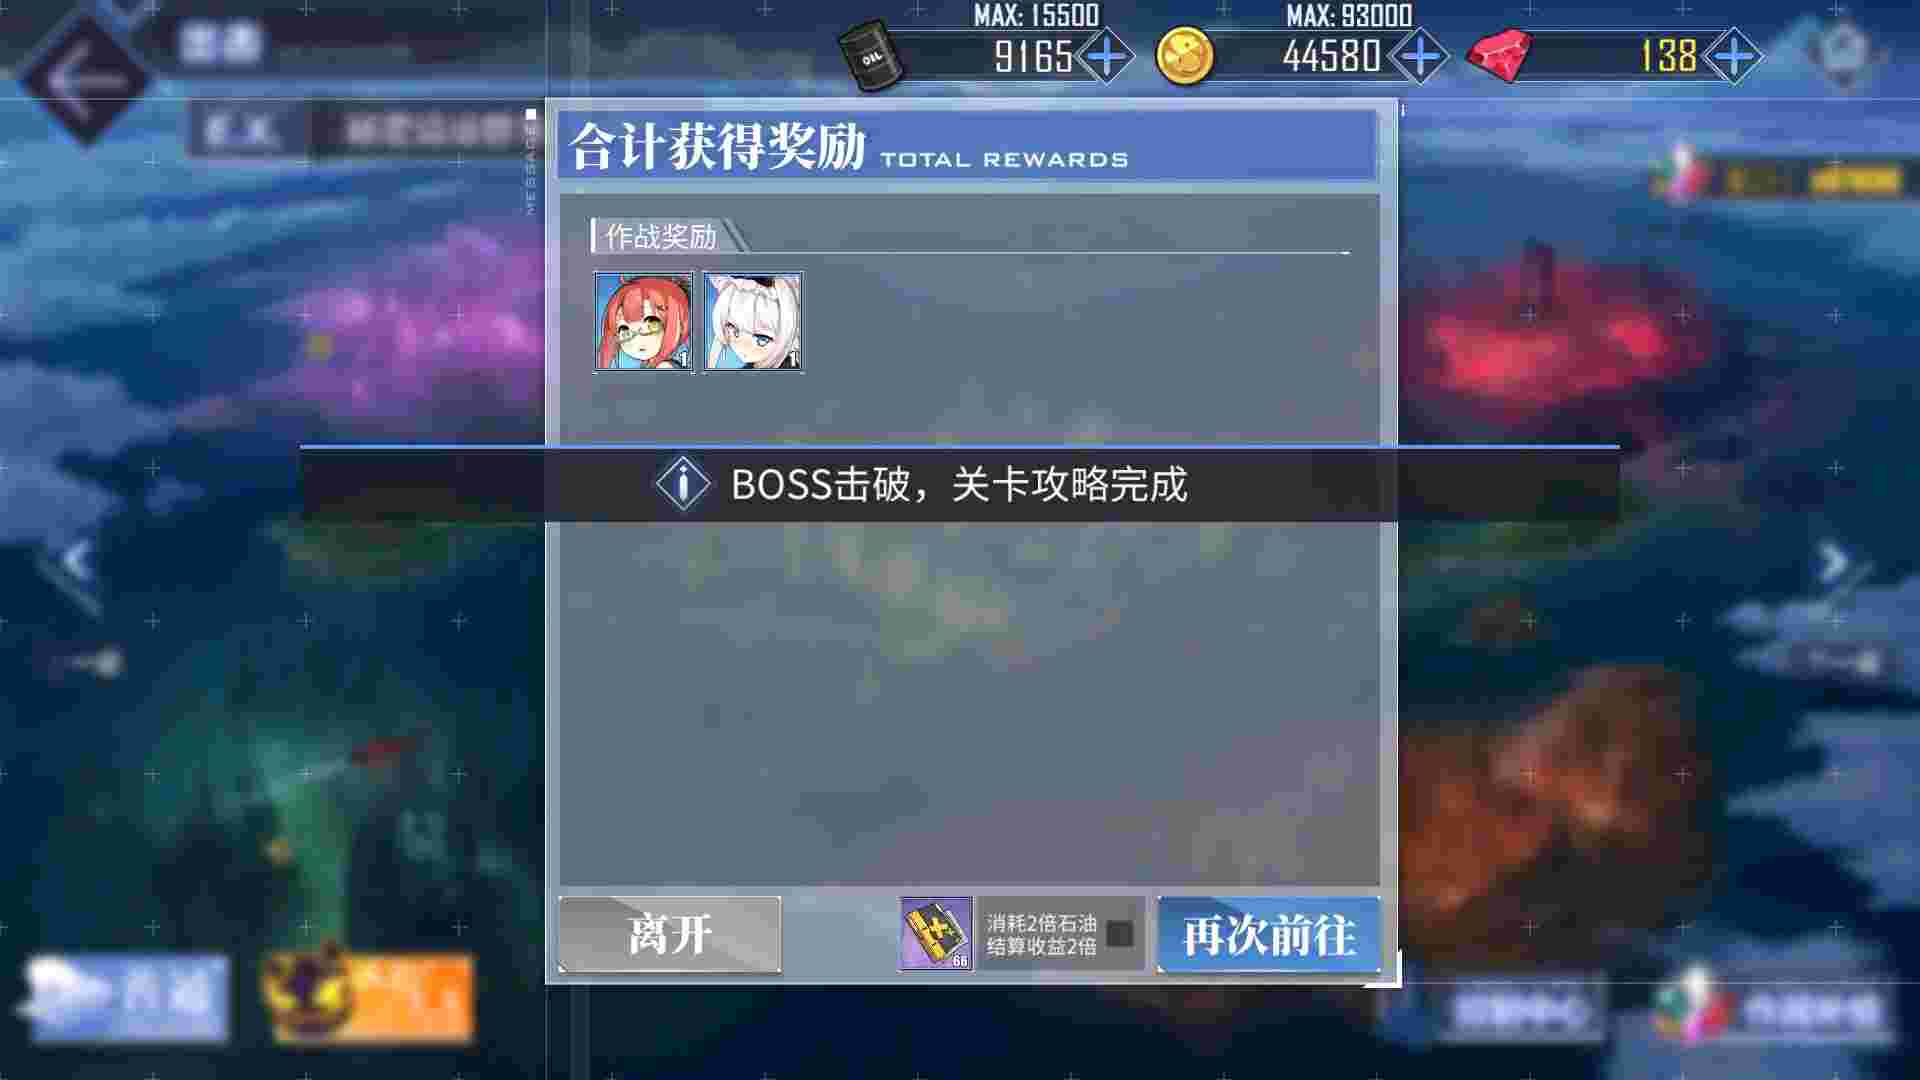 MAX: 15500
MAX: 93000
OIL
9165
44580
138
MESSAGE
合计获得奖励 TOTAL REWARDS
作战奖励
1
1
BOSS击破，关卡攻略完成
离开
66
消耗2倍石油
结算收益2倍
再次前往